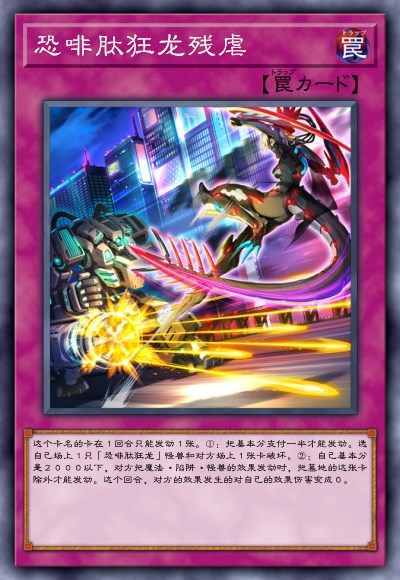 恐啡肽狂龙残虐
トラップ
罠
トラップ
【罠カード】
这个卡名的卡在1回合只能发动1张。①：把基本分支付一半才能发动。选
自己场上1只「恐啡肽狂龙」怪兽和对方场上1张卡破坏。②：自己基本分
是2000以下，对方把魔法·陷阱·怪兽的效果发动时，把墓地的这张卡
除外才能发动。这个回合，对方的效果发生的对自己的效果伤害变成0。